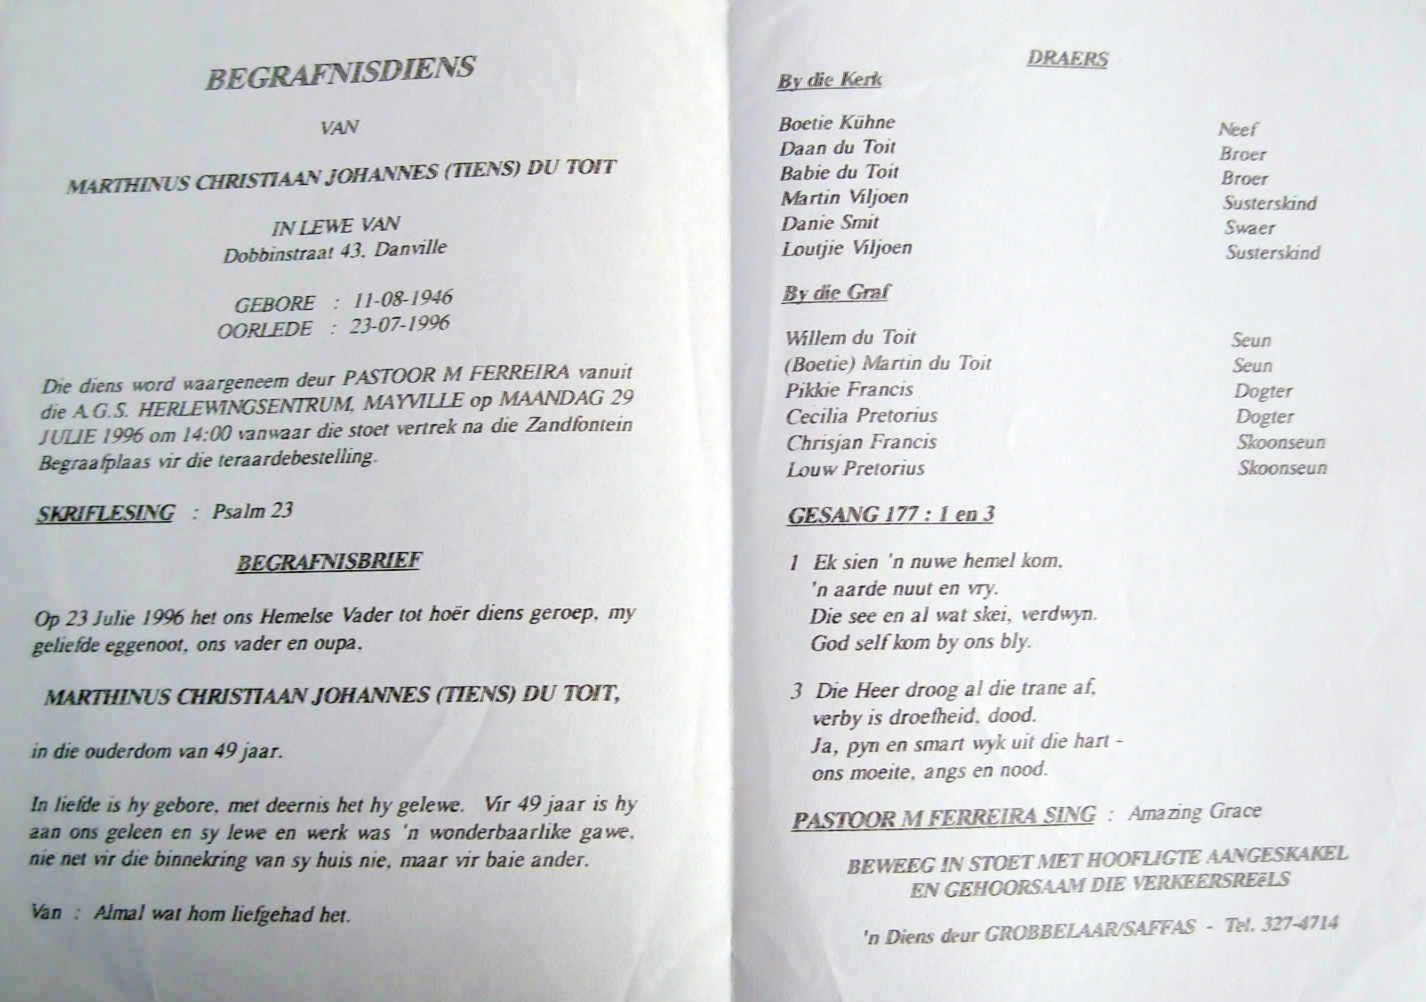 BEGRAFNISDIENS
VAN
MARTHINUS CHRISTIAAN JOHANNES (TIENS) DU TOIT
IN LEWE VAN
Dobbinstraat 43, Danville
GEBORE : 11-08-1946
OORLEDE : 23-07-1996
Die diens word waargeneem deur PASTOOR M FERREIRA vanuit
die A.G.S. HERLEWINGSENTRUM, MAYVILLE op MAANDAG 29
JULIE 1996 om 14:00 vanwaar die stoet vertrek na die Zandfontein
Begraafplaas vir die teraardebestelling.
SKRIFLESING : Psalm 23
BEGRAFNISBRIEF
Op 23 Julie 1996 het ons Hemelse Vader tot hoër diens geroep, my
geliefde eggenoot, ons vader en oupa,
MARTHINUS CHRISTIAAN JOHANNES (TIENS) DU TOIT,
in die ouderdom van 49 jaar.
In liefde is hy gebore, met deernis het hy gelewe. Vir 49 jaar is hy
aan ons geleen en sy lewe en werk was 'n wonderbaarlike gawe,
nie net vir die binnekring van sy huis nie, maar vir baie ander.
Van : Almal wat hom liefgehad het.
DRAERS
By die Kerk
Boetie Kühne Neef
Daan du Toit Broer
Babie du Toit Broer
Martin Viljoen Susterskind
Danie Smit Swaer
Loutjie Viljoen Susterskind
By die Graf
Willem du Toit Seun
(Boetie) Martin du Toit Seun
Pikkie Francis Dogter
Cecilia Pretorius Dogter
Chrisjan Francis Skoonseun
Louw Pretorius Skoonseun
GESANG 177 : 1 en 3
1 Ek sien 'n nuwe hemel kom,
'n aarde nuut en vry.
Die see en al wat skei, verdwyn.
God self kom by ons bly.
3 Die Heer droog al die trane af,
verby is droefheid, dood.
Ja, pyn en smart wyk uit die hart -
ons moeite, angs en nood.
PASTOOR M FERREIRA SING : Amazing Grace
BEWEEG IN STOET MET HOOFLIGTE AANGESKAKEL
EN GEHOORSAAM DIE VERKEERSREëLS
'n Diens deur GROBBELAAR/SAFFAS - Tel. 327-4714